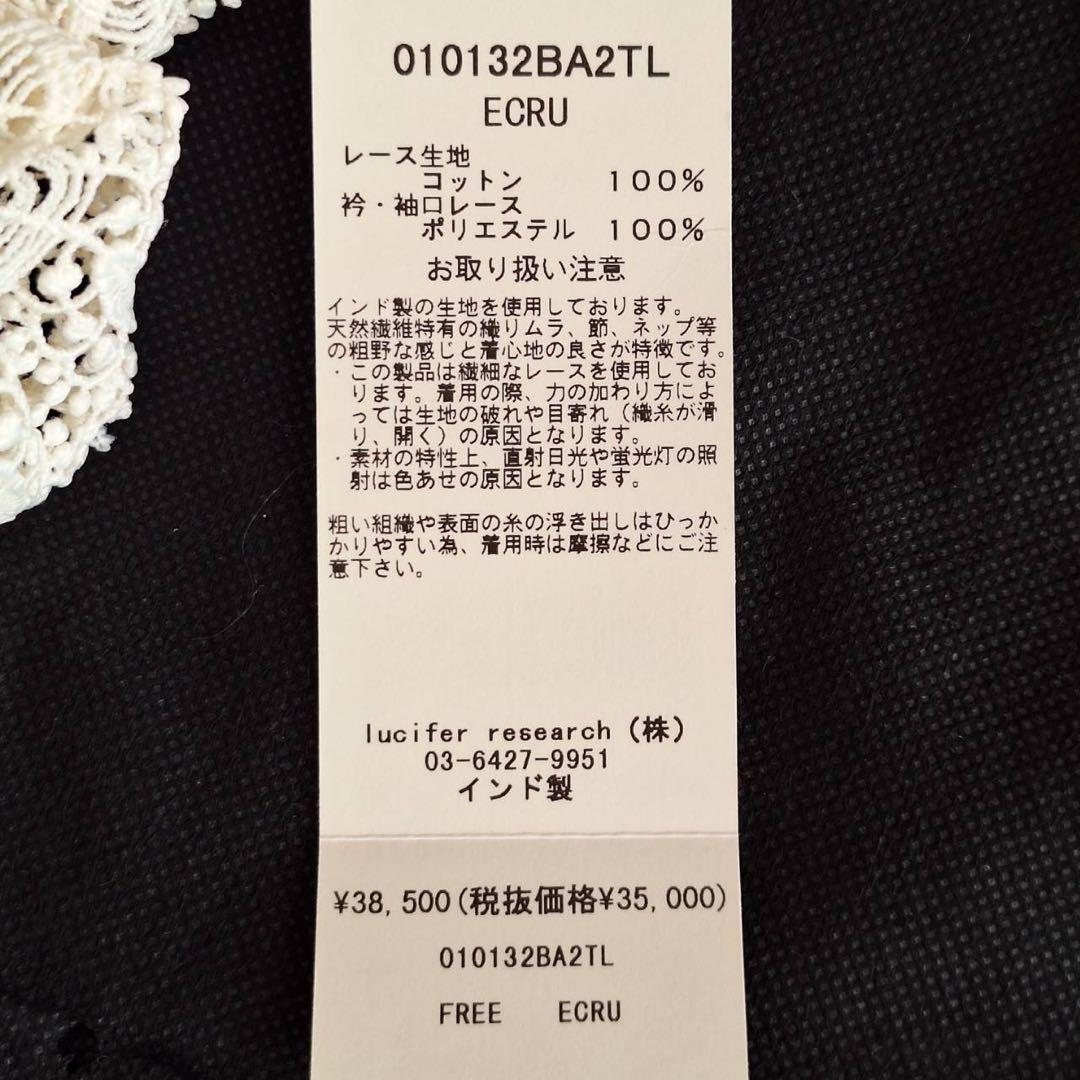 010132BA2TL
ECRU
レース生地
コットン 100%
衿・袖口レース
ポリエステル 100%
お取り扱い注意
インド製の生地を使用しております。
天然繊維特有の織りムラ、節、ネップ等
の粗野な感じと着心地の良さが特徴です。
・この製品は繊細なレースを使用してお
ります。着用の際、力の加わり方によ
っては生地の破れや目寄れ（織糸が滑
り、開く）の原因となります。
・素材の特性上、直射日光や蛍光灯の照
射は色あせの原因となります。
粗い組織や表面の糸の浮き出しはひっか
かりやすい為、着用時は摩擦などにご注
意下さい。
lucifer research（株）
03-6427-9951
インド製
¥38,500(税抜価格¥35,000)
010132BA2TL
FREE ECRU